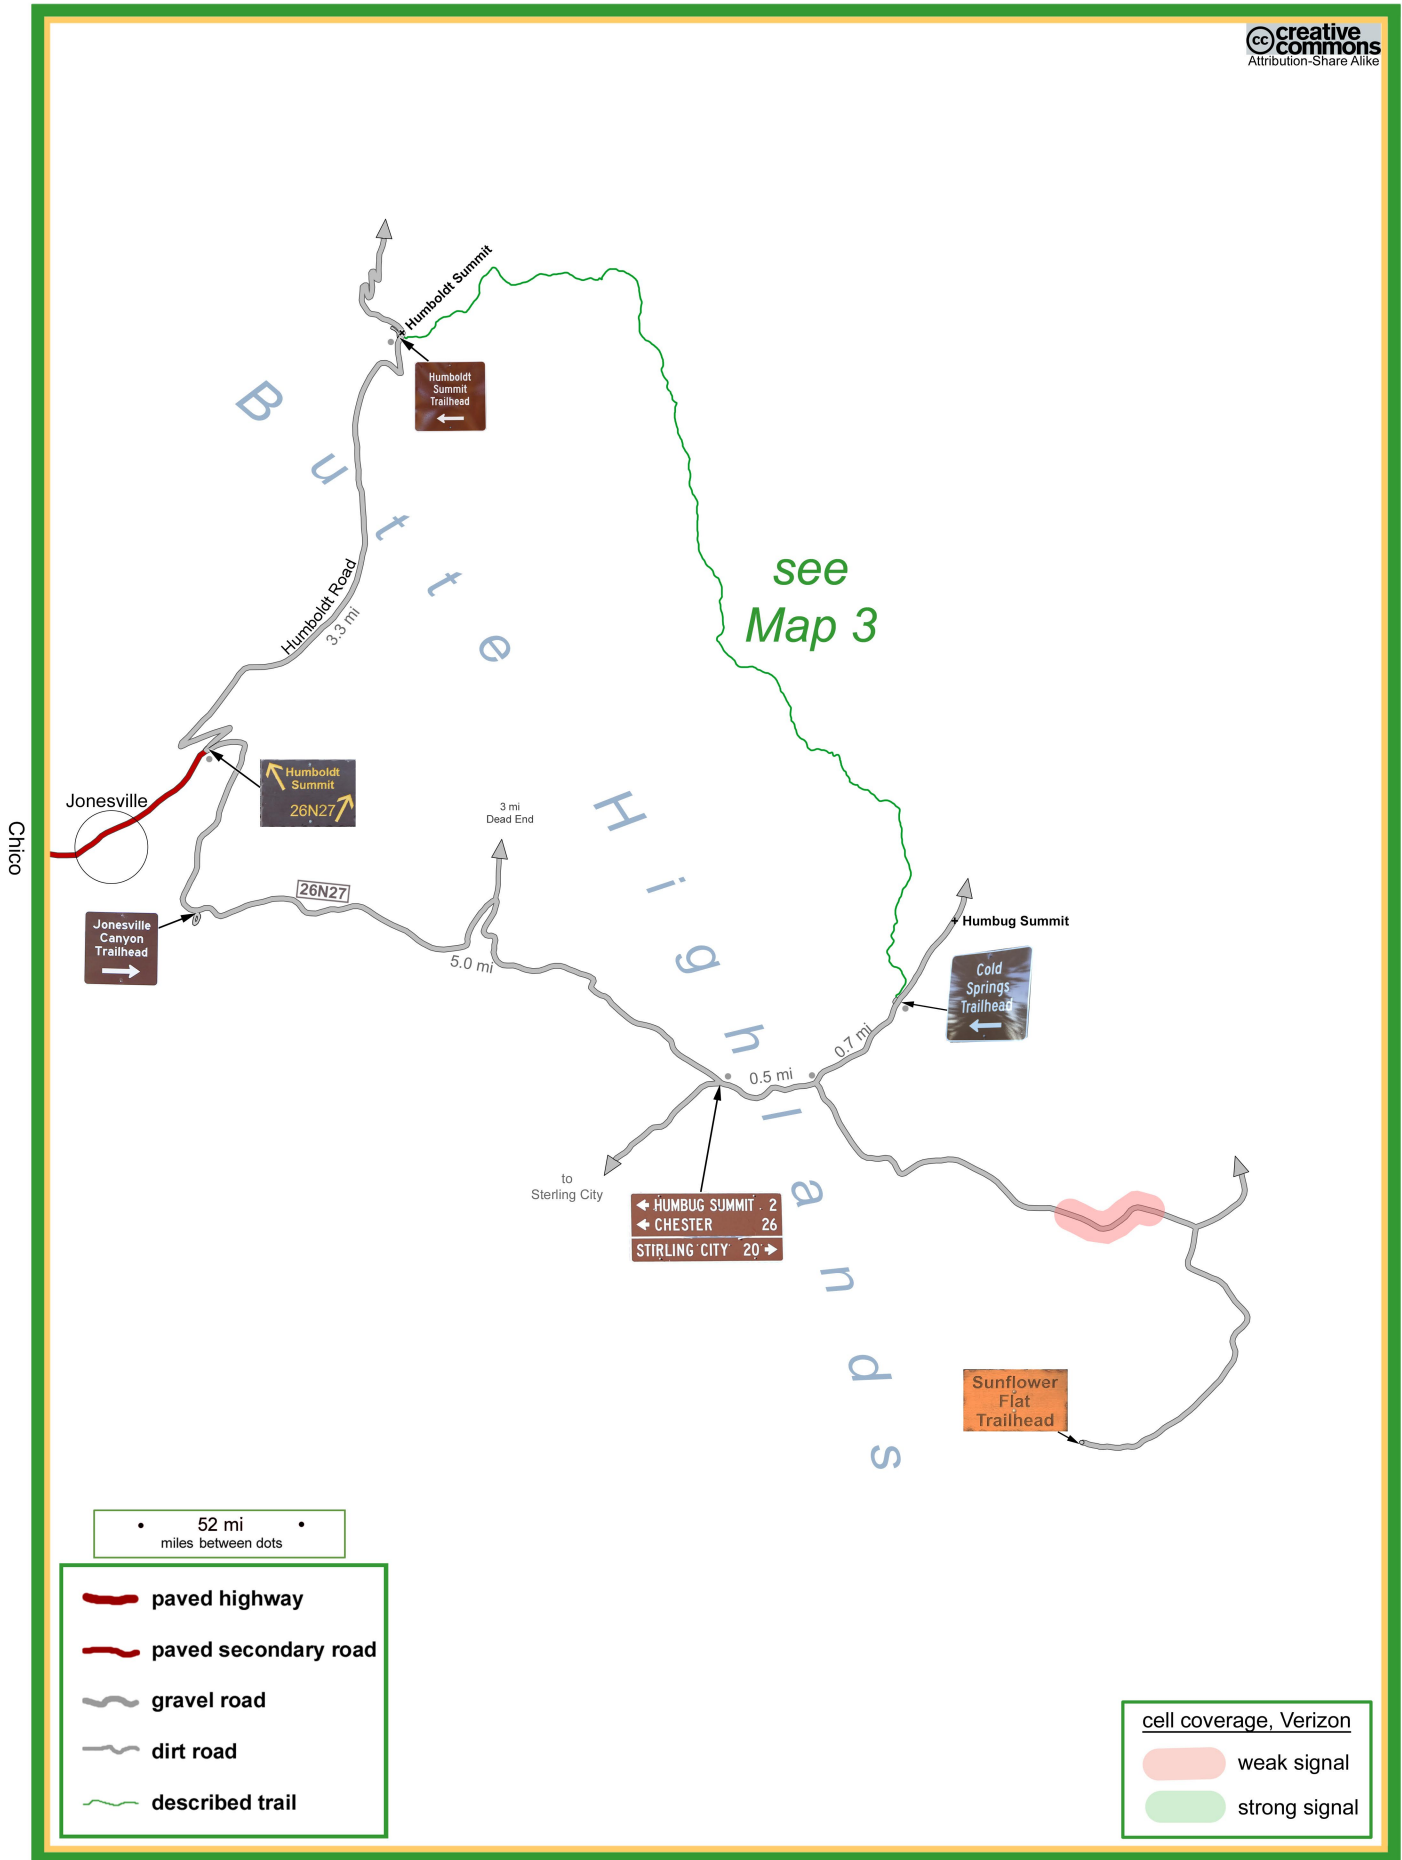 cc creative
commons
Attribution-Share Alike
Humboldt Summit
Humboldt
Summit
Trailhead
Butte Highlands
see
Map 3
Humboldt Road
3.3 mi
Humboldt
Summit
26N27
Jonesville
Chico
3 mi
Dead End
26N27
Jonesville
Canyon
Trailhead
5.0 mi
Humbug Summit
Cold
Springs
Trailhead
0.7 mi
0.5 mi
to
Sterling City
HUMBUG SUMMIT 2
CHESTER 26
STIRLING CITY 20
Sunflower
Flat
Trailhead
52 mi
miles between dots
paved highway
paved secondary road
gravel road
dirt road
described trail
cell coverage, Verizon
weak signal
strong signal